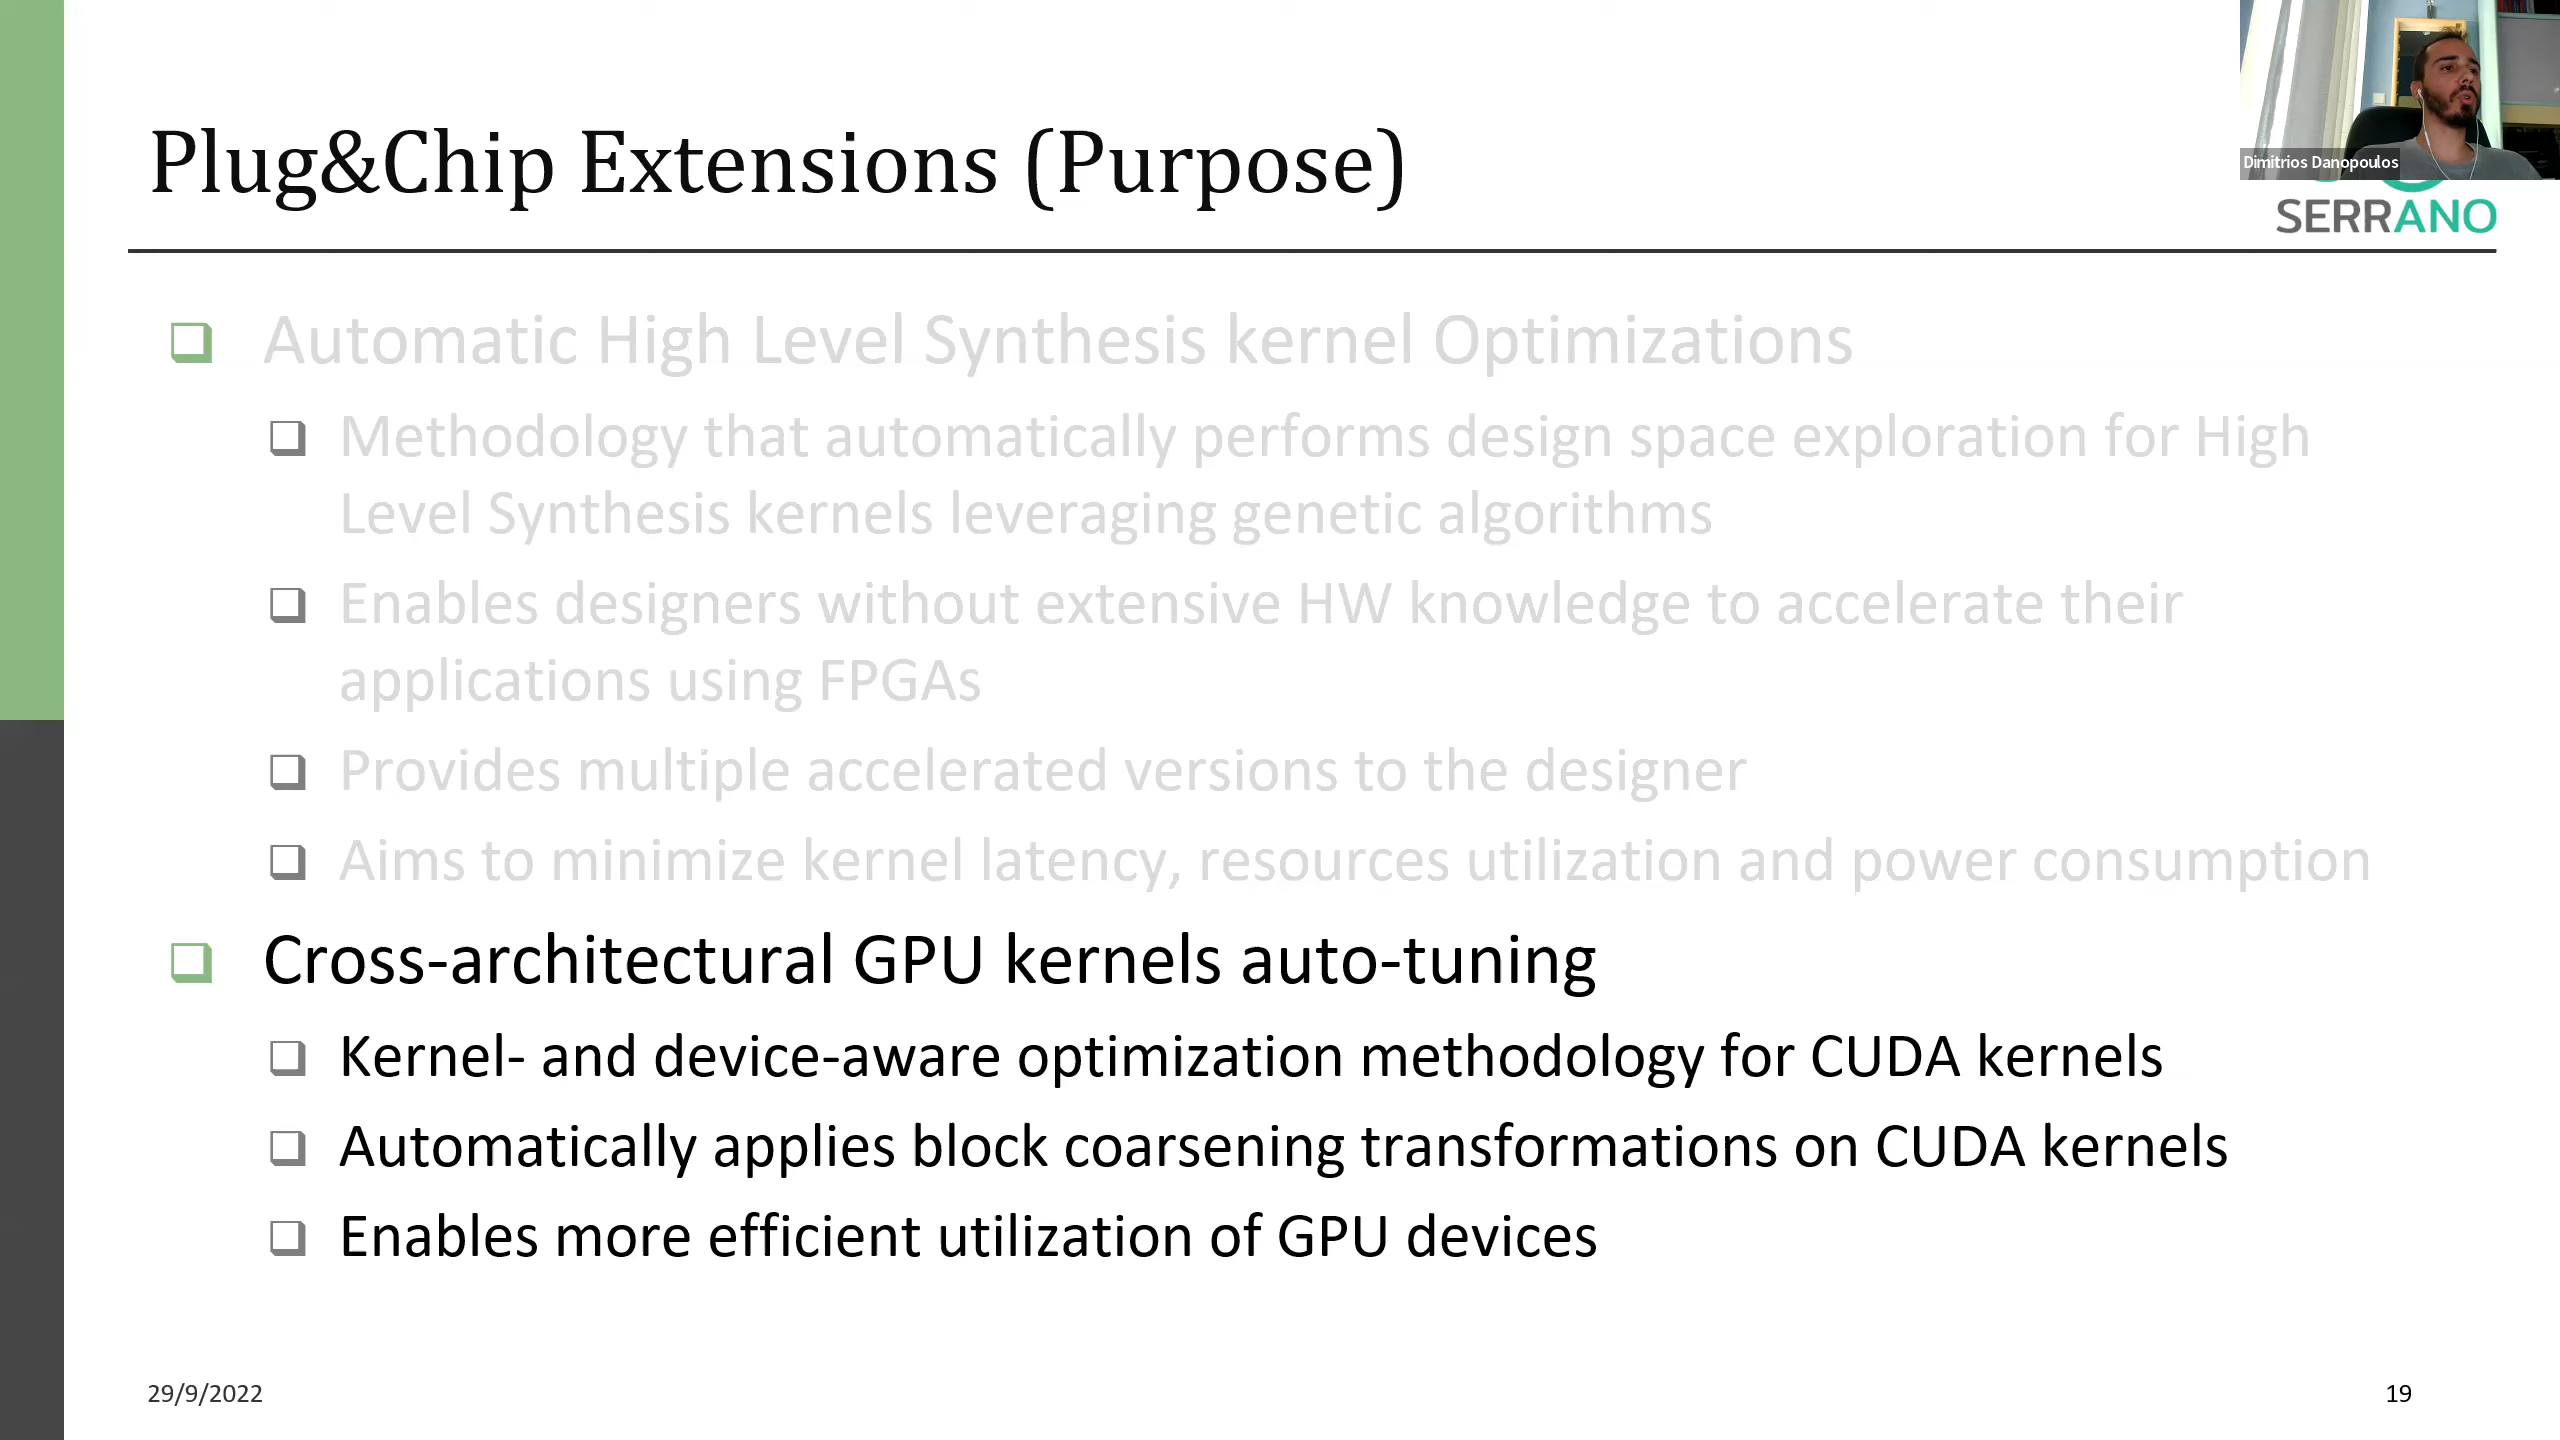 Plug&Chip Extensions (Purpose)
Dimitrios Danopoulos
SERRANO
Automatic High Level Synthesis kernel Optimizations
Methodology that automatically performs design space exploration for High
Level Synthesis kernels leveraging genetic algorithms
Enables designers without extensive HW knowledge to accelerate their
applications using FPGAs
Provides multiple accelerated versions to the designer
Aims to minimize kernel latency, resources utilization and power consumption
Cross-architectural GPU kernels auto-tuning
Kernel- and device-aware optimization methodology for CUDA kernels
Automatically applies block coarsening transformations on CUDA kernels
Enables more efficient utilization of GPU devices
29/9/2022
19